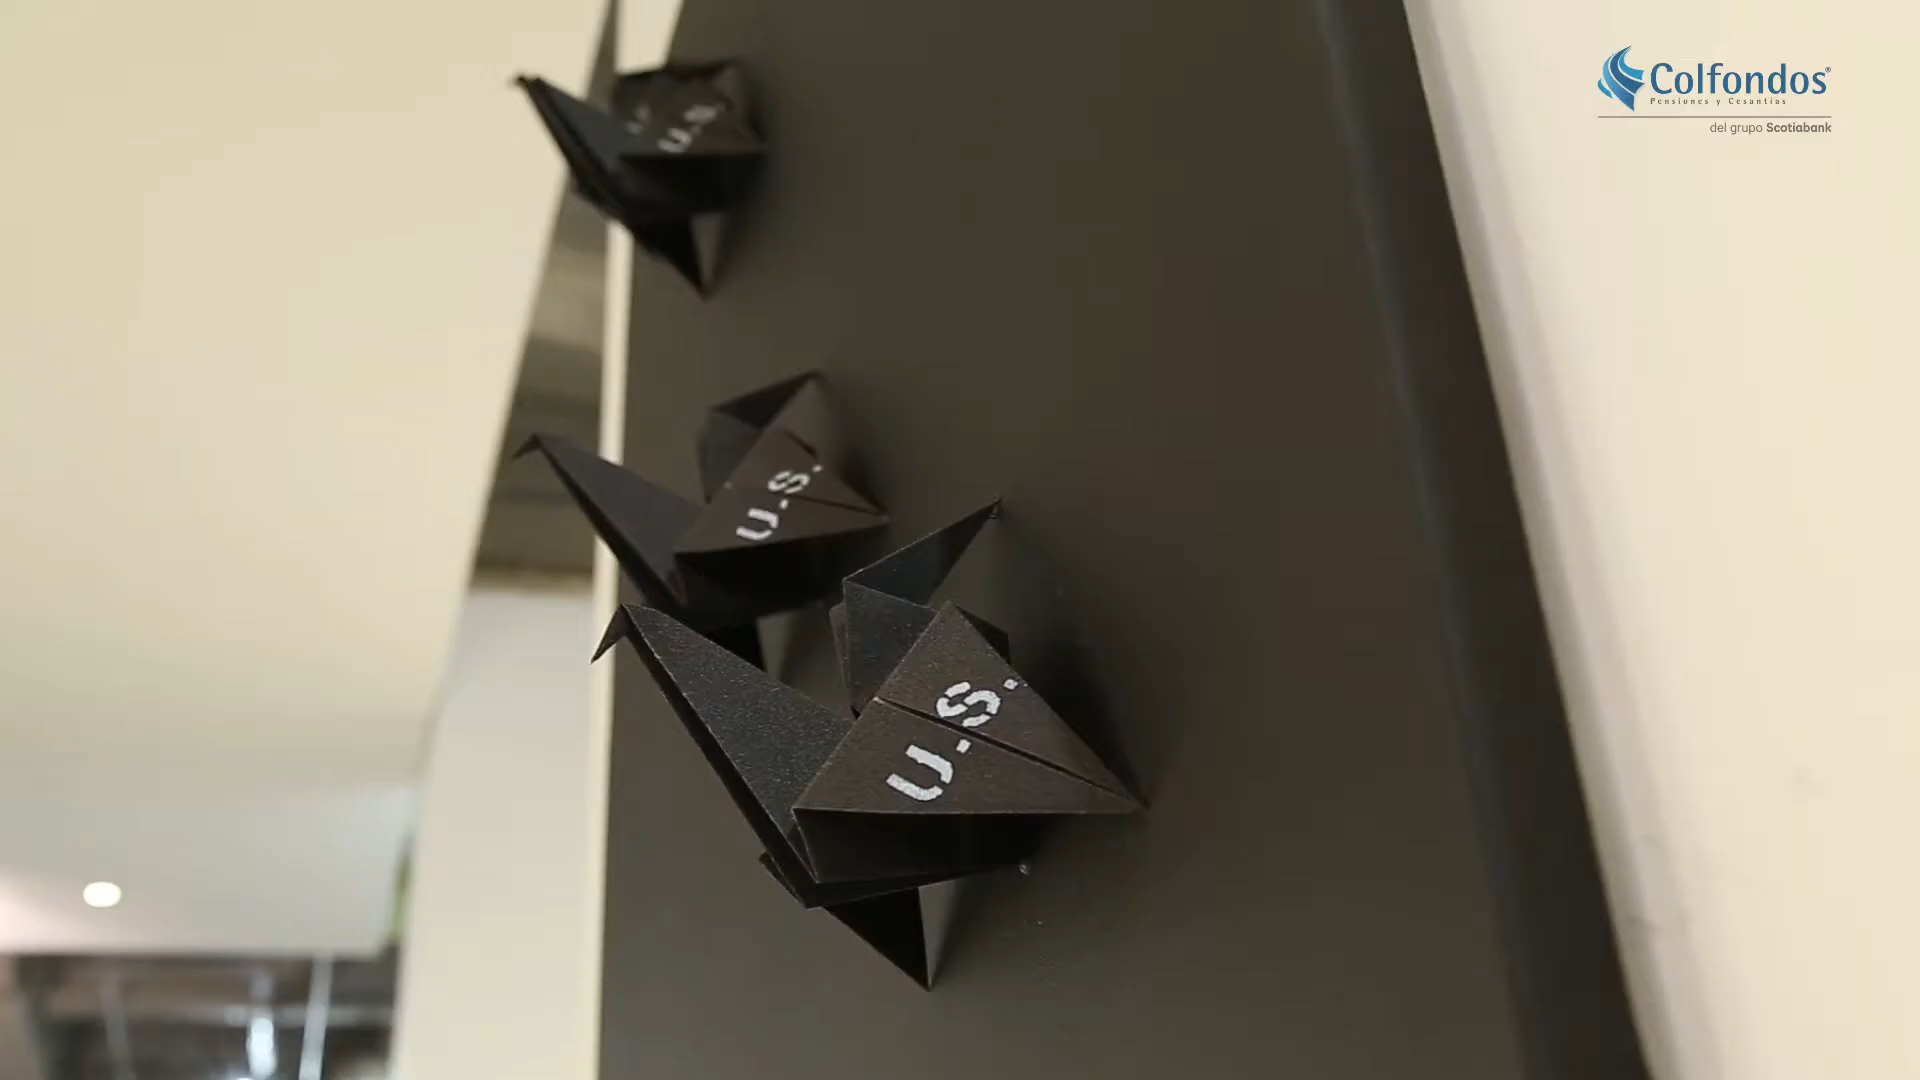 Colfondos®
Pensiones y Cesantías
del grupo Scotiabank
U.S.
U.S.
U.S.